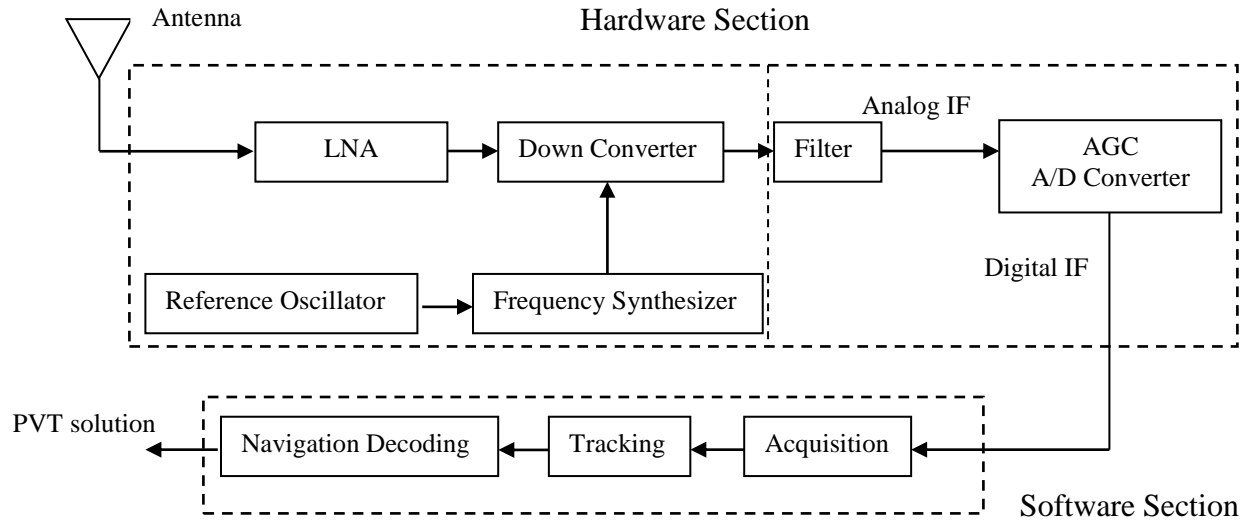 Antenna
Hardware Section
Analog IF
LNA
Down Converter
Filter
AGC
A/D Converter
Digital IF
Reference Oscillator
Frequency Synthesizer
PVT solution
Navigation Decoding
Tracking
Acquisition
Software Section